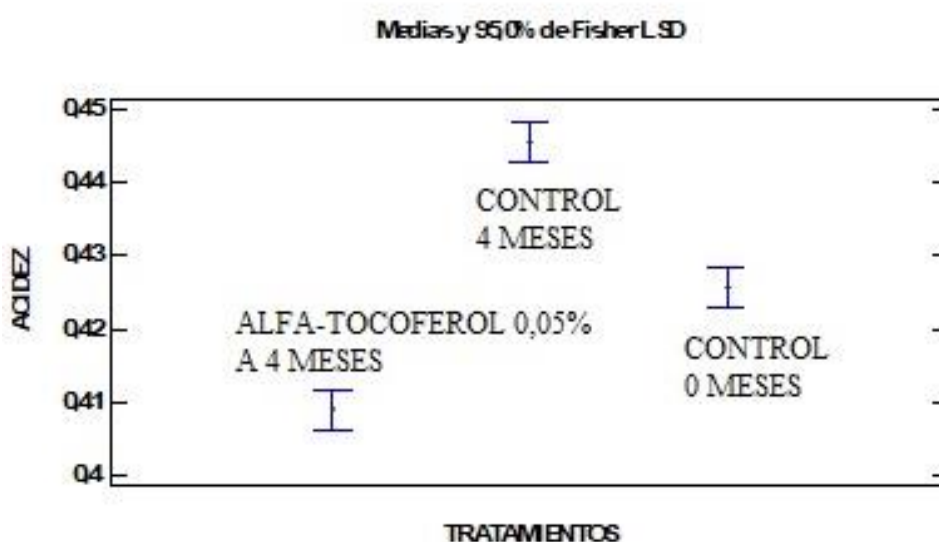 Medias y 95,0% de Fisher LSD
0,45
0,44
0,43
0,42
0,41
0,4
ACIDEZ
CONTROL
4 MESES
ALFA-TOCOFEROL 0,05%
A 4 MESES
CONTROL
0 MESES
TRATAMIENTOS